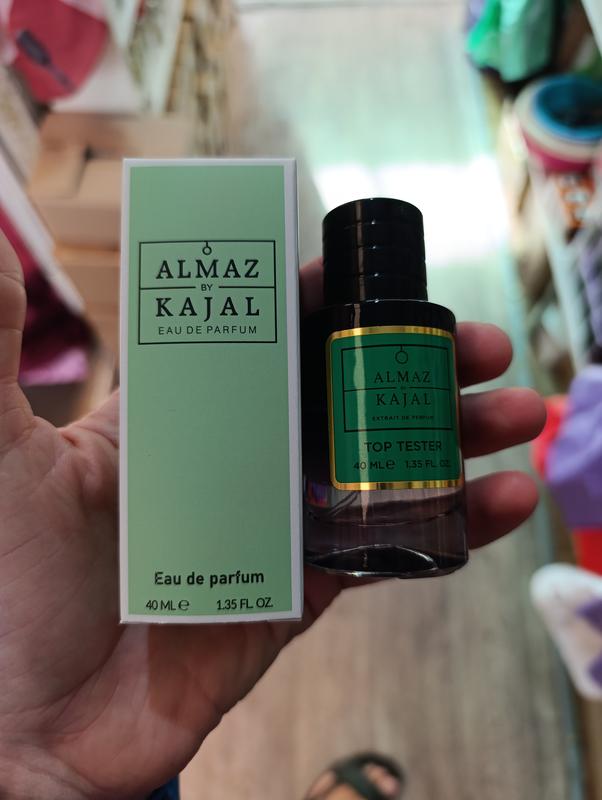 ALMAZ
BY
KAJAL
EAU DE PARFUM
Eau de parfum
40 ML℮ 1.35 FL. OZ.
ALMAZ
BY
KAJAL
EXTRAIT DE PARFUM
TOP TESTER
40 ML℮ 1.35 FL. OZ.